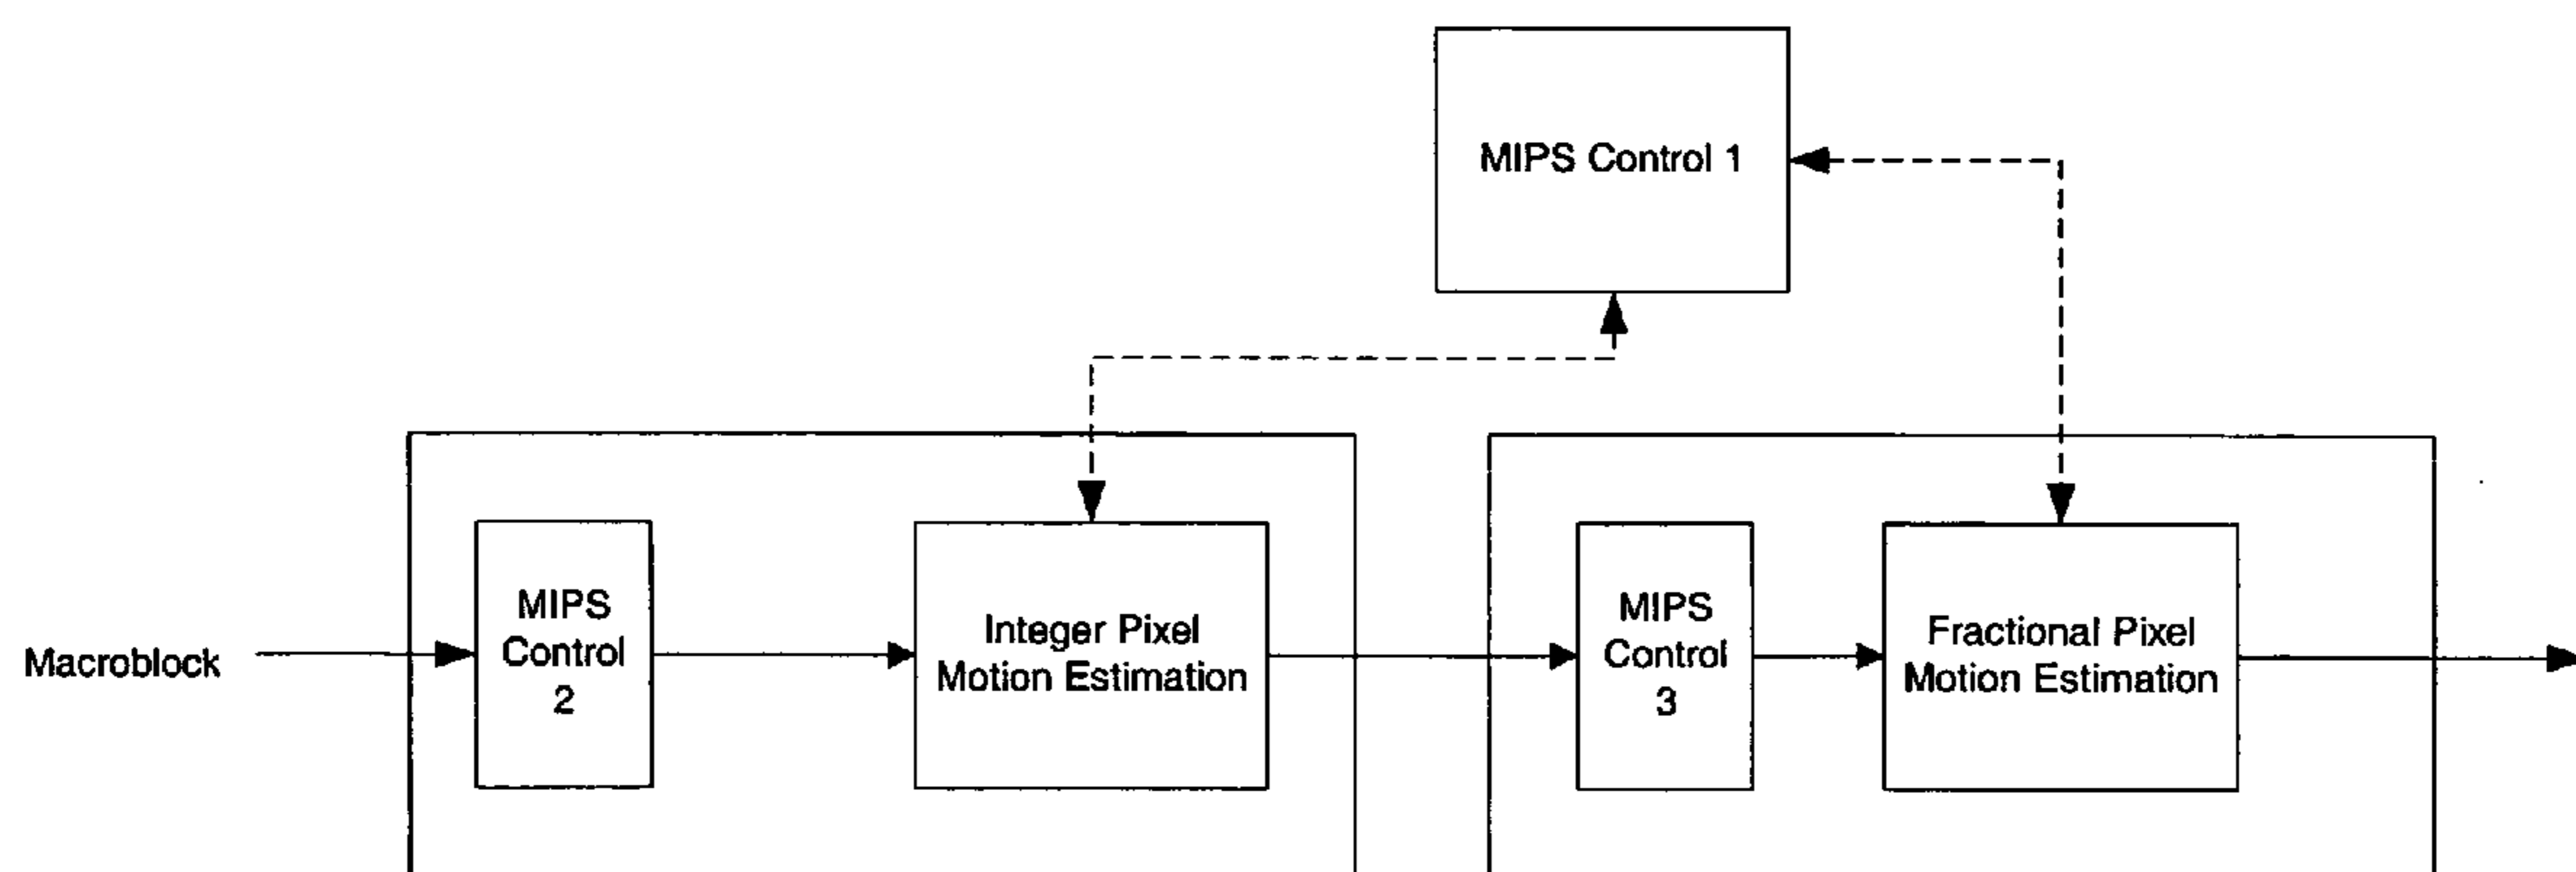 MIPS Control 1
Macroblock
MIPS
Control
2
Integer Pixel
Motion Estimation
MIPS
Control
3
Fractional Pixel
Motion Estimation